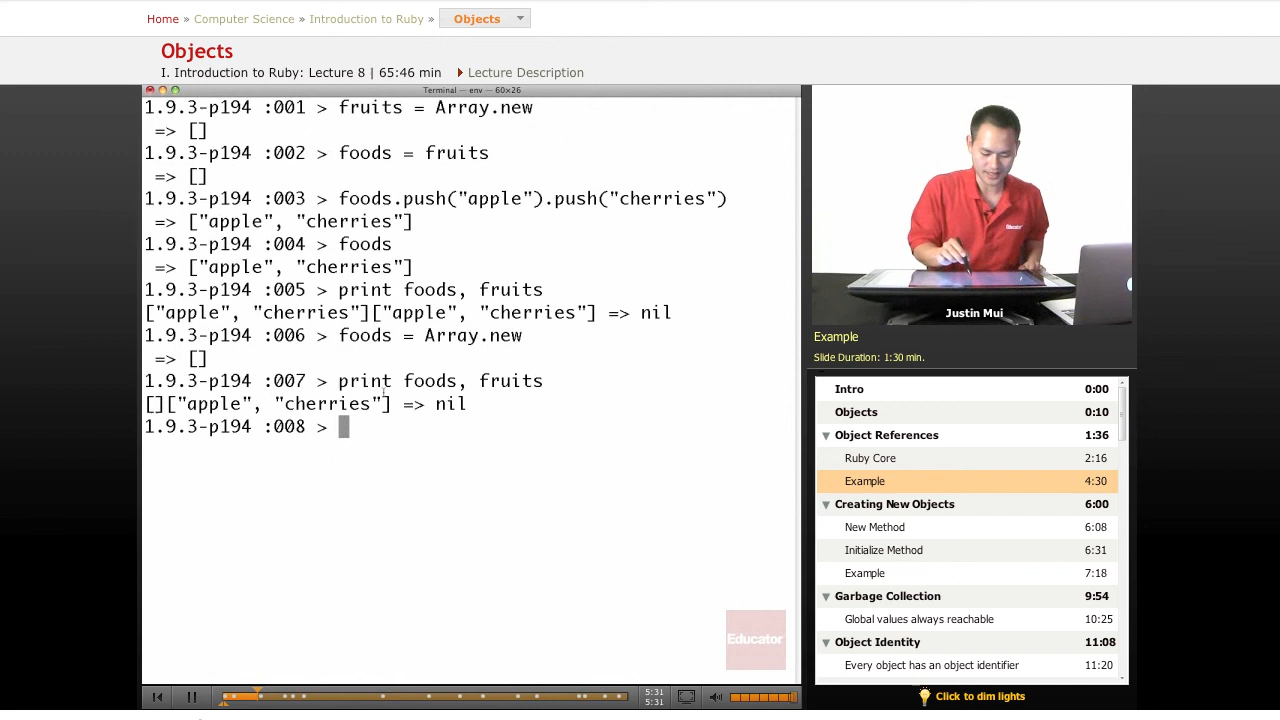 Home » Computer Science » Introduction to Ruby » Objects
Objects
I. Introduction to Ruby: Lecture 8 | 65:46 min Lecture Description
Terminal — env — 60×26
1.9.3-p194 :001 > fruits = Array.new
=> []
1.9.3-p194 :002 > foods = fruits
=> []
1.9.3-p194 :003 > foods.push("apple").push("cherries")
=> ["apple", "cherries"]
1.9.3-p194 :004 > foods
=> ["apple", "cherries"]
1.9.3-p194 :005 > print foods, fruits
["apple", "cherries"]["apple", "cherries"] => nil
1.9.3-p194 :006 > foods = Array.new
=> []
1.9.3-p194 :007 > print foods, fruits
[]["apple", "cherries"] => nil
1.9.3-p194 :008 >
Educator
5:31
5:31
Educator
Justin Mui
Example
Slide Duration: 1:30 min.
Intro 0:00
Objects 0:10
Object References 1:36
Ruby Core 2:16
Example 4:30
Creating New Objects 6:00
New Method 6:08
Initialize Method 6:31
Example 7:18
Garbage Collection 9:54
Global values always reachable 10:25
Object Identity 11:08
Every object has an object identifier 11:20
Click to dim lights